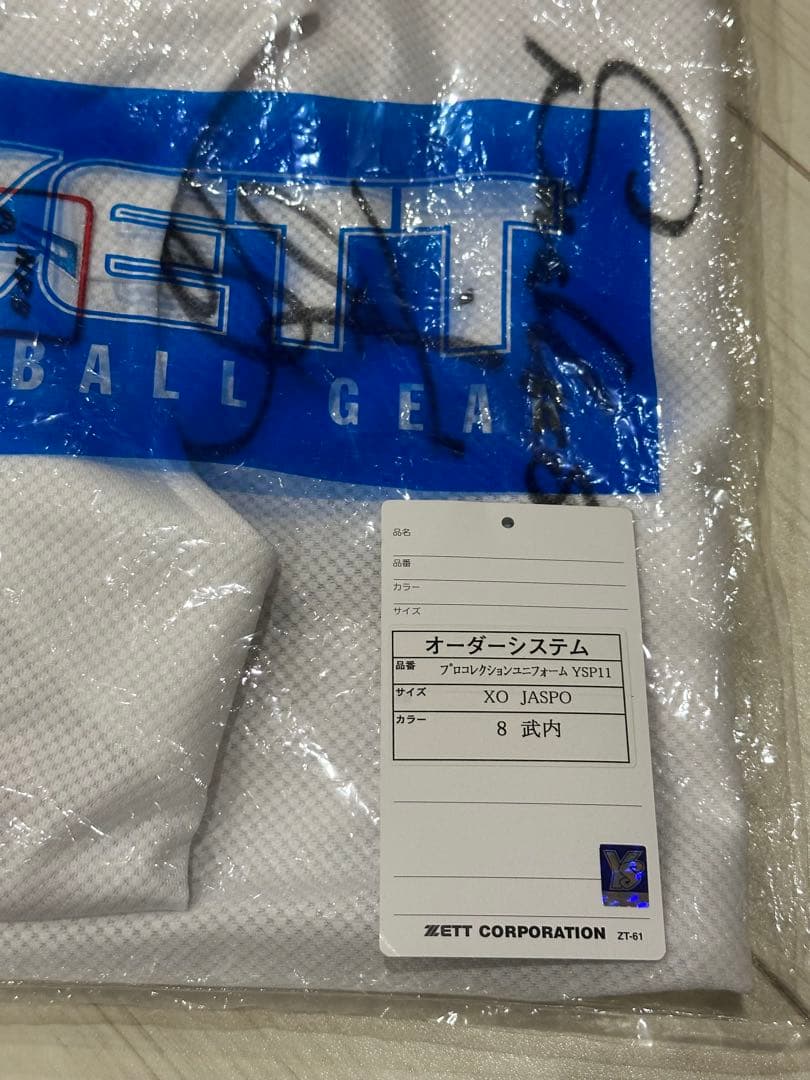 ZETT
BALL GEAR
品名
品番
カラー
サイズ
オーダーシステム
品番 プロコレクションユニフォーム YSP11
サイズ XO JASPO
カラー 8 武内
YS
ZETT CORPORATION ZT-61